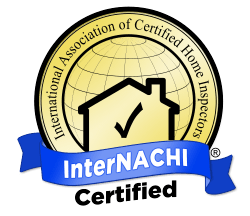 International Association of Certified Home Inspectors
InterNACHI
®
Certified